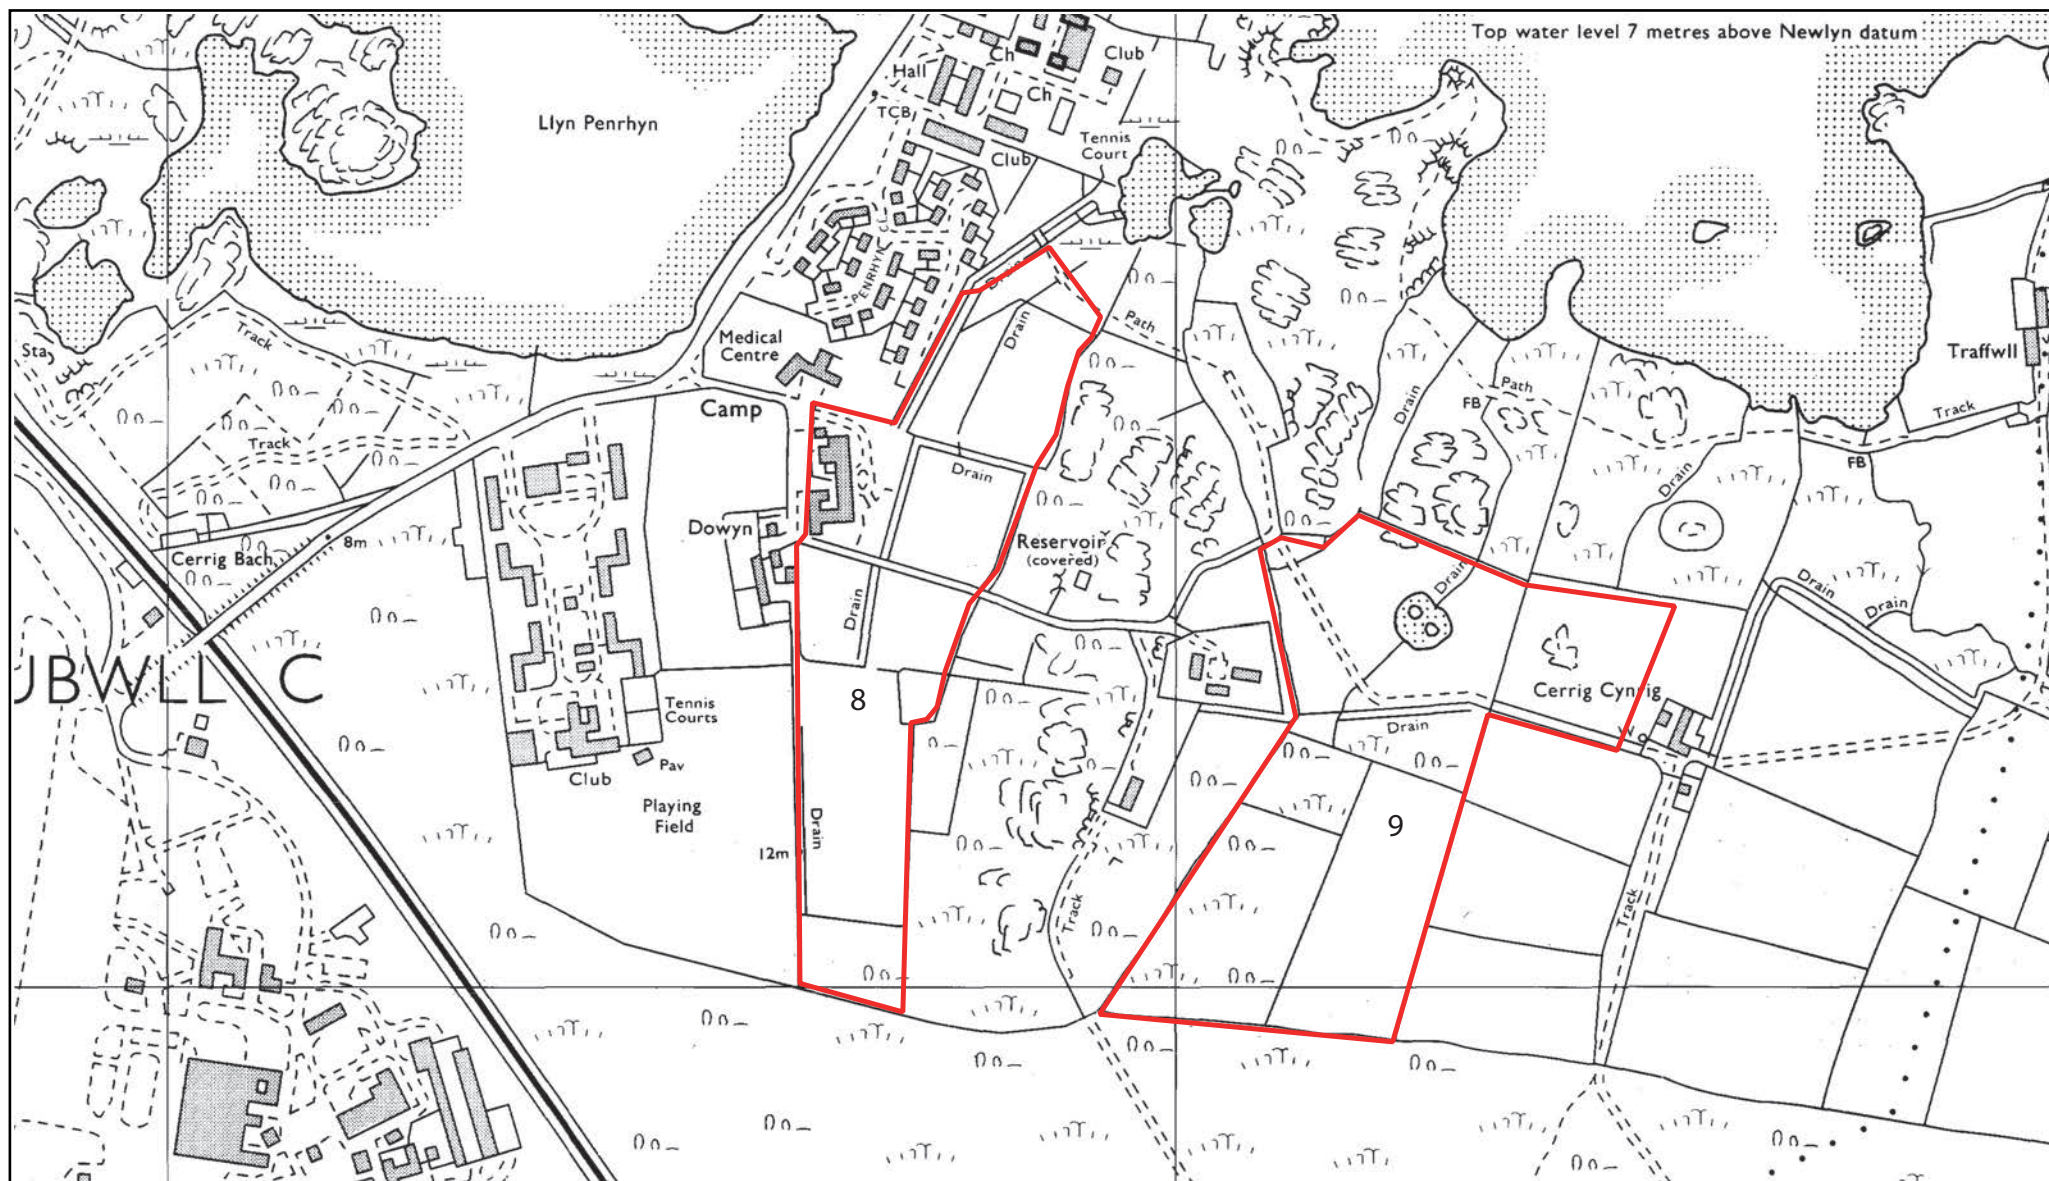 Top water level 7 metres above Newlyn datum
Ch
Club
Hall
Ch
TCB
Club
Tennis
Court
Llyn Penrhyn
PENRHYN CL
Drain
Drain
Path
Track
Sta
Medical
Centre
Camp
Traffwll
Track
Path
FB
Drain
FB
Track
Drain
Drain
Dowyn
8m
Cerrig Bach
Reservoir
(covered)
Drain
Drain
Drain
Drain
UBWLL C
8
Cerrig Cynrig
Tennis
Courts
Drain
Club
Pav
Playing
Field
Drain
12m
9
Track
Track